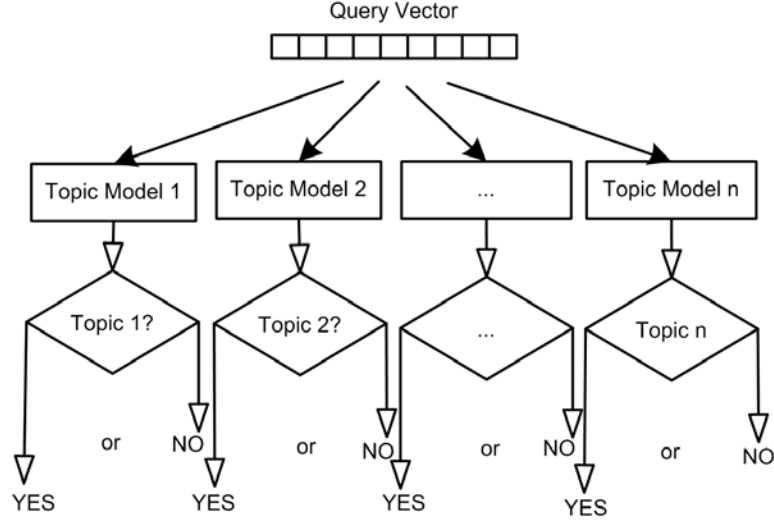 Query Vector
Topic Model 1
Topic Model 2
...
Topic Model n
Topic 1?
Topic 2?
...
Topic n
or
NO
or
NO
or
NO
or
NO
YES
YES
YES
YES